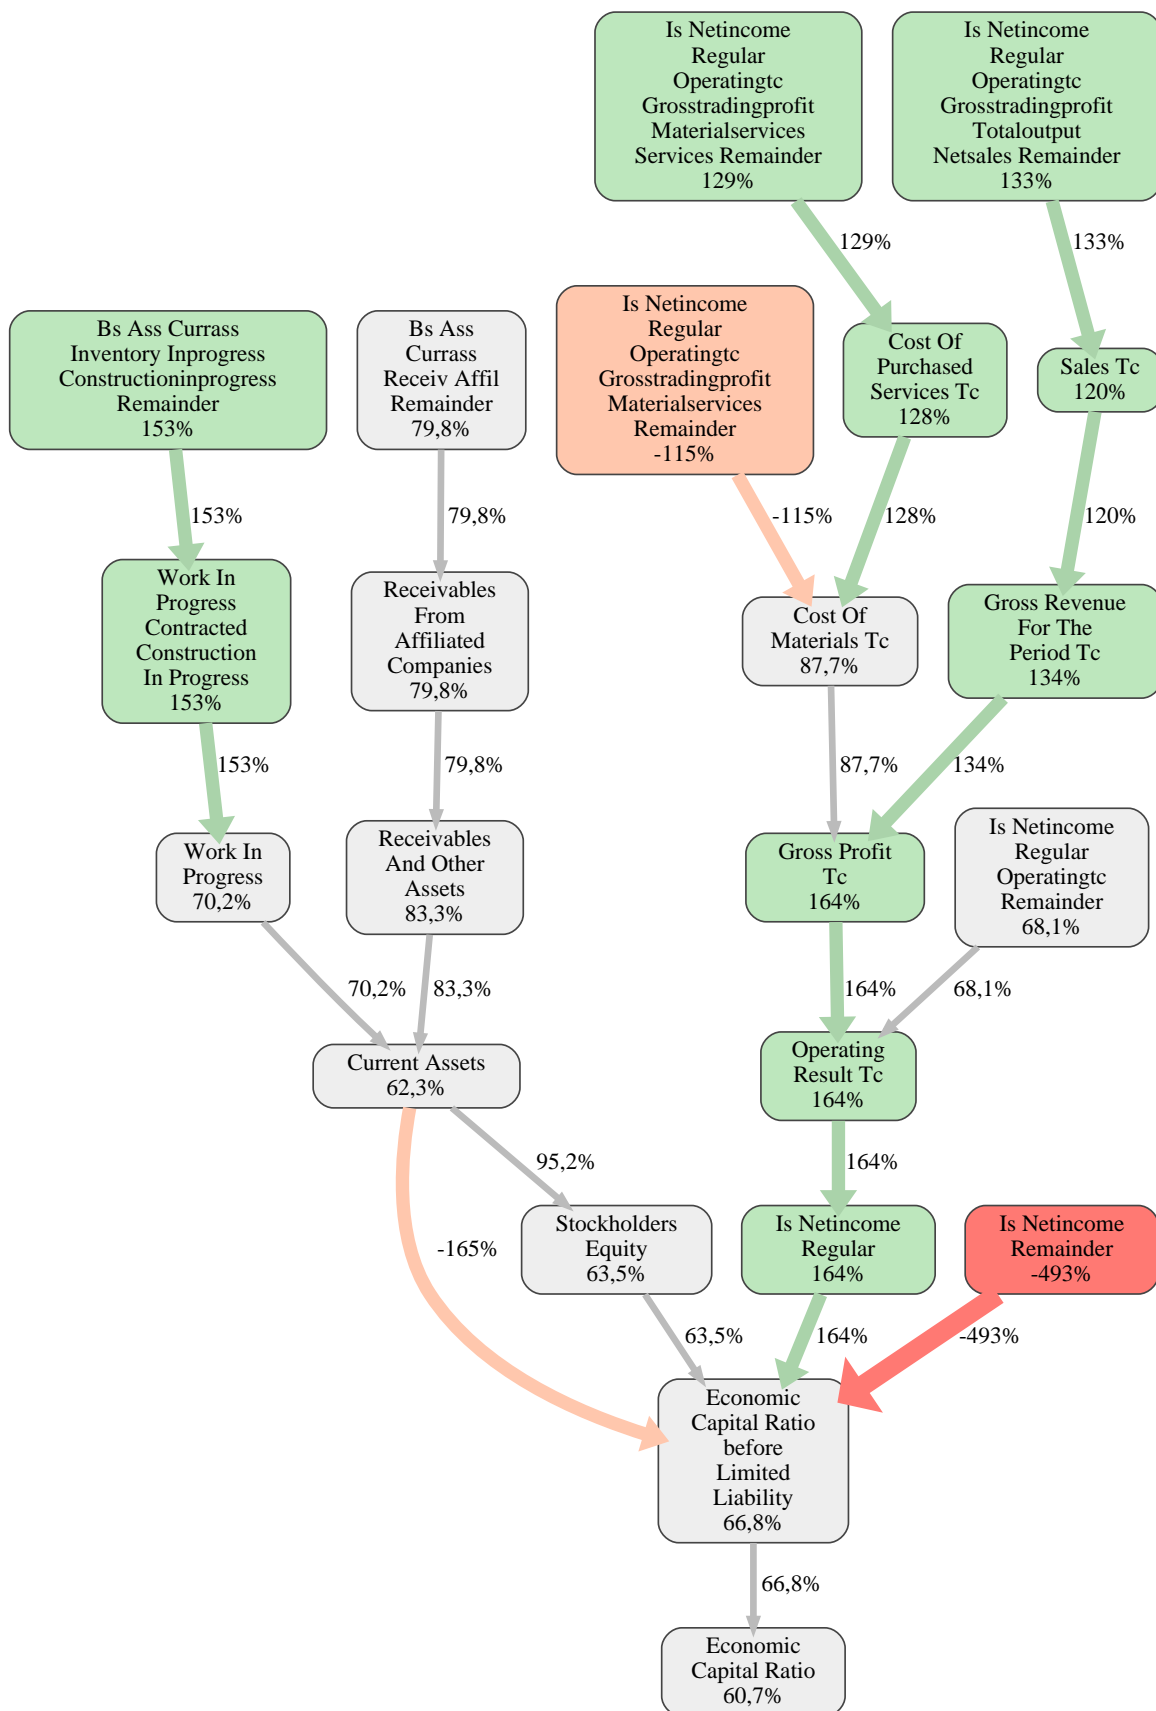 Is Netincome
Regular
Operatingtc
Grosstradingprofit
Materialservices
Services Remainder
129%
Is Netincome
Regular
Operatingtc
Grosstradingprofit
Totaloutput
Netsales Remainder
133%
129%
133%
Bs Ass Currass
Inventory Inprogress
Constructioninprogress
Remainder
153%
Bs Ass
Currass
Receiv Affil
Remainder
79,8%
Is Netincome
Regular
Operatingtc
Grosstradingprofit
Materialservices
Remainder
-115%
Cost Of
Purchased
Services Tc
128%
Sales Tc
120%
153%
79,8%
-115%
128%
120%
Work In
Progress
Contracted
Construction
In Progress
153%
Receivables
From
Affiliated
Companies
79,8%
Cost Of
Materials Tc
87,7%
Gross Revenue
For The
Period Tc
134%
153%
79,8%
87,7%
134%
Work In
Progress
70,2%
Receivables
And Other
Assets
83,3%
Gross Profit
Tc
164%
Is Netincome
Regular
Operatingtc
Remainder
68,1%
70,2%
83,3%
164%
68,1%
Current Assets
62,3%
Operating
Result Tc
164%
95,2%
164%
-165%
Stockholders
Equity
63,5%
Is Netincome
Regular
164%
Is Netincome
Remainder
-493%
63,5%
164%
-493%
Economic
Capital Ratio
before
Limited
Liability
66,8%
66,8%
Economic
Capital Ratio
60,7%